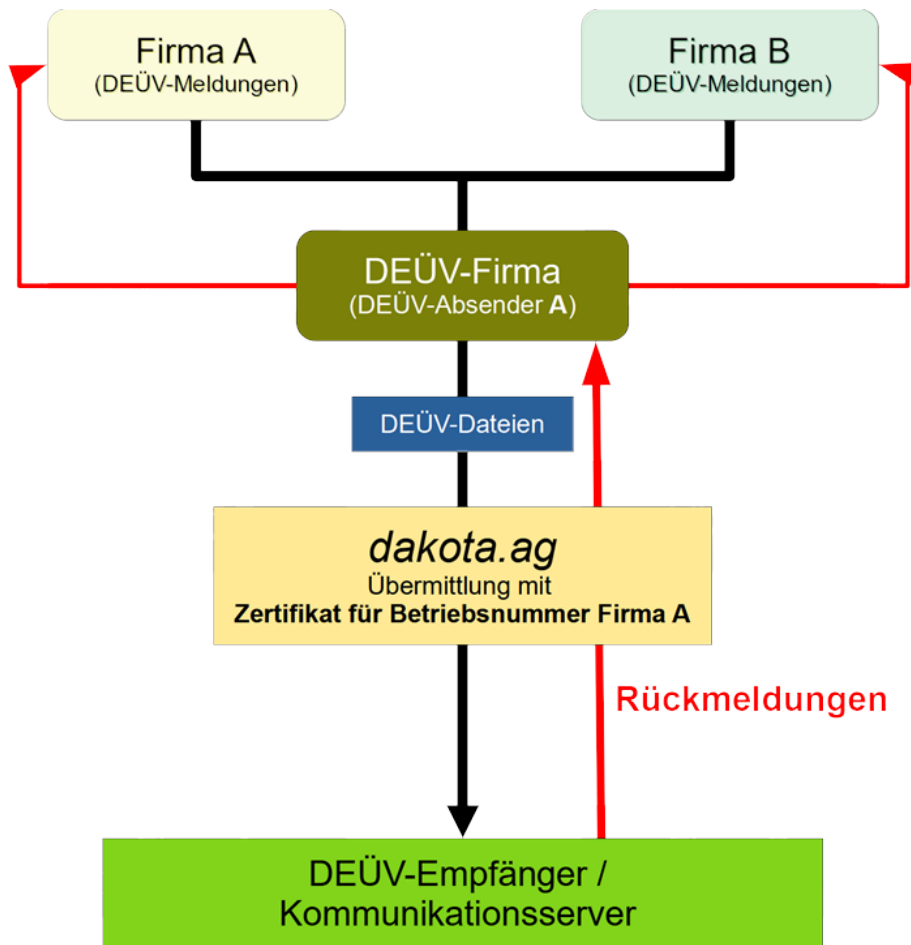 Firma A
(DEÜV-Meldungen)
Firma B
(DEÜV-Meldungen)
DEÜV-Firma
(DEÜV-Absender A)
DEÜV-Dateien
dakota.ag
Übermittlung mit
Zertifikat für Betriebsnummer Firma A
Rückmeldungen
DEÜV-Empfänger /
Kommunikationsserver